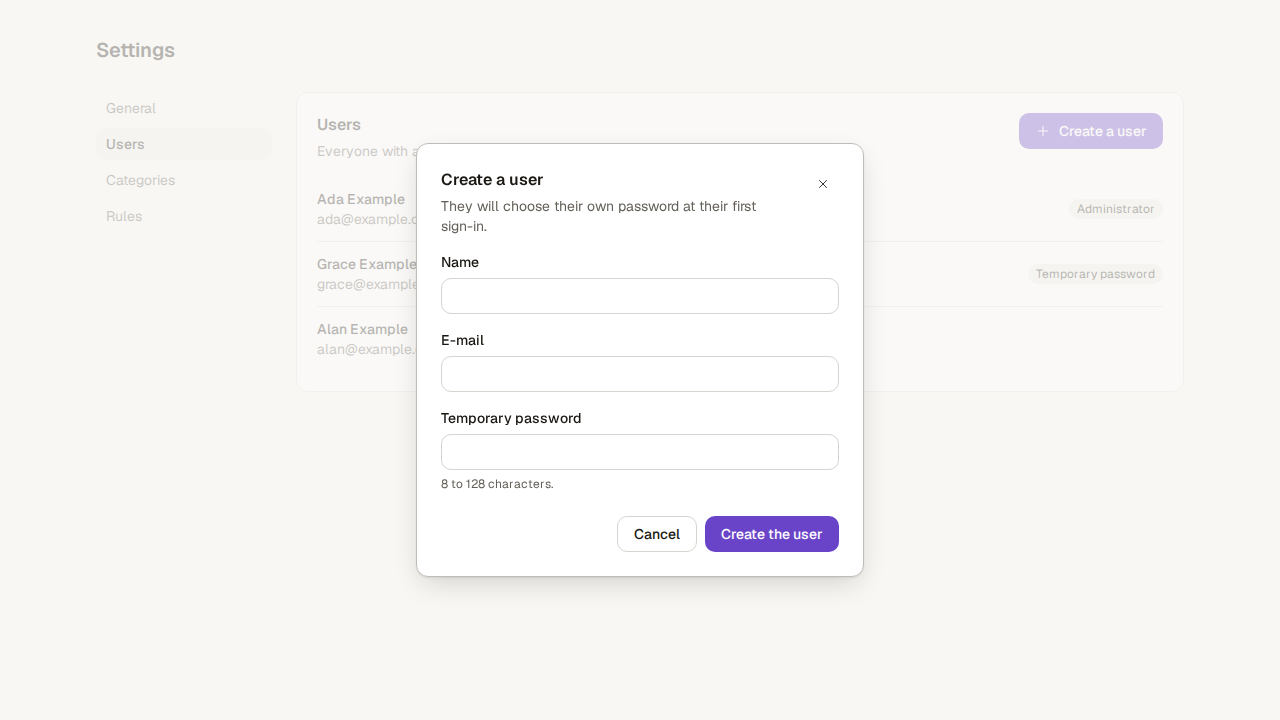 Settings
General
Users
Categories
Rules
Users
Everyone with a
Create a user
Ada Example
ada@example.c
Administrator
Grace Example
grace@example
Temporary password
Alan Example
alan@example.
Create a user
They will choose their own password at their first
sign-in.
Name
E-mail
Temporary password
8 to 128 characters.
Cancel
Create the user